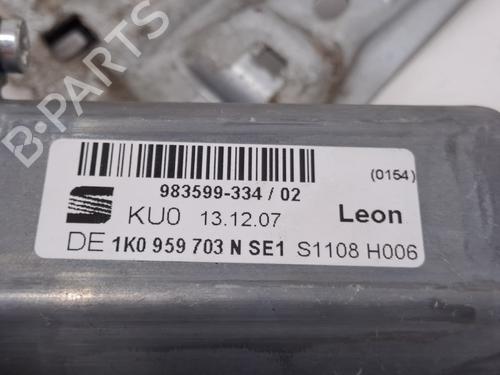 B-PARTS
(0154)
983599-334 / 02
KU0 13.12.07 Leon
DE 1K0 959 703 N SE1 S1108 H006